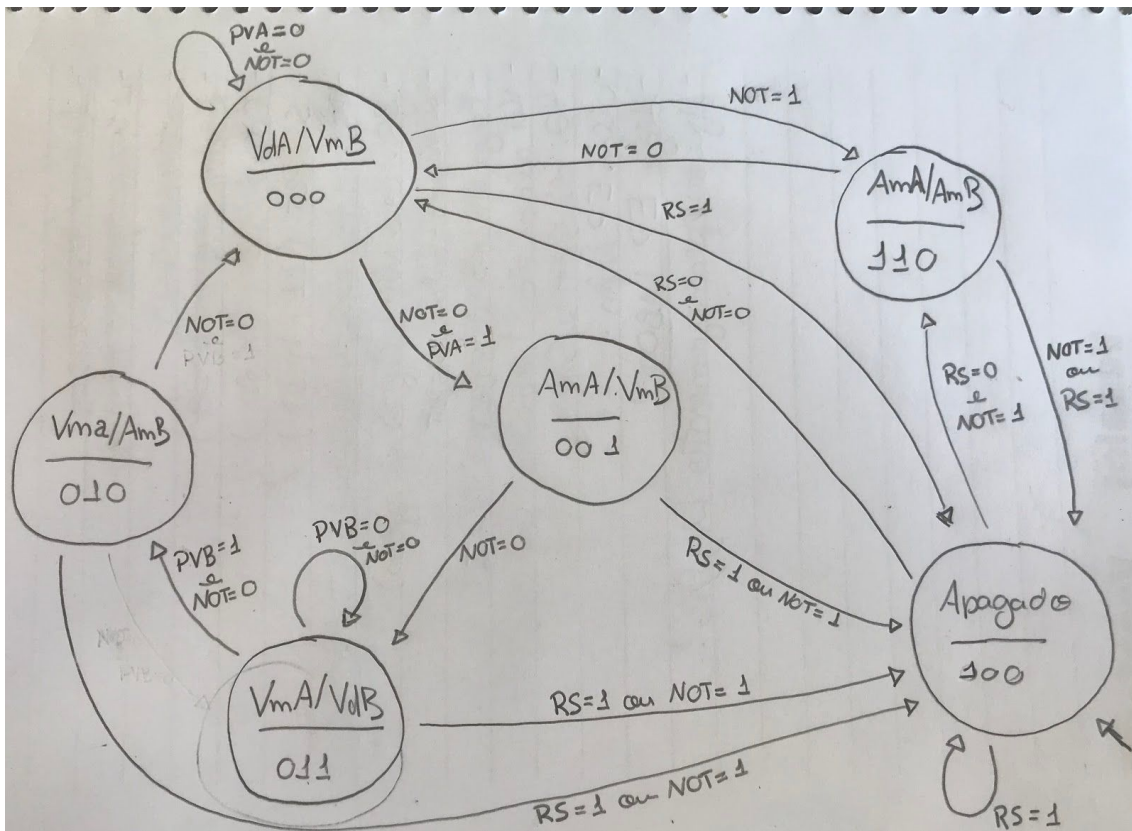 PVA=0
e
NOT=0
VdA/VmB
000
NOT=1
NOT=0
AmA/AmB
110
RS=1
RS=0
e
NOT=0
NOT=0
e
PVA=1
NOT=0
e
PVB=1
AmA/VmB
001
RS=0
e
NOT=1
NOT=1
ou
RS=1
Vma/AmB
010
PVB=1
e
NOT=0
PVB=0
e
NOT=0
NOT=0
RS=1 ou NOT=1
Apagado
100
VmA/VdB
011
RS=1 ou NOT=1
RS=1 ou NOT=1
RS=1